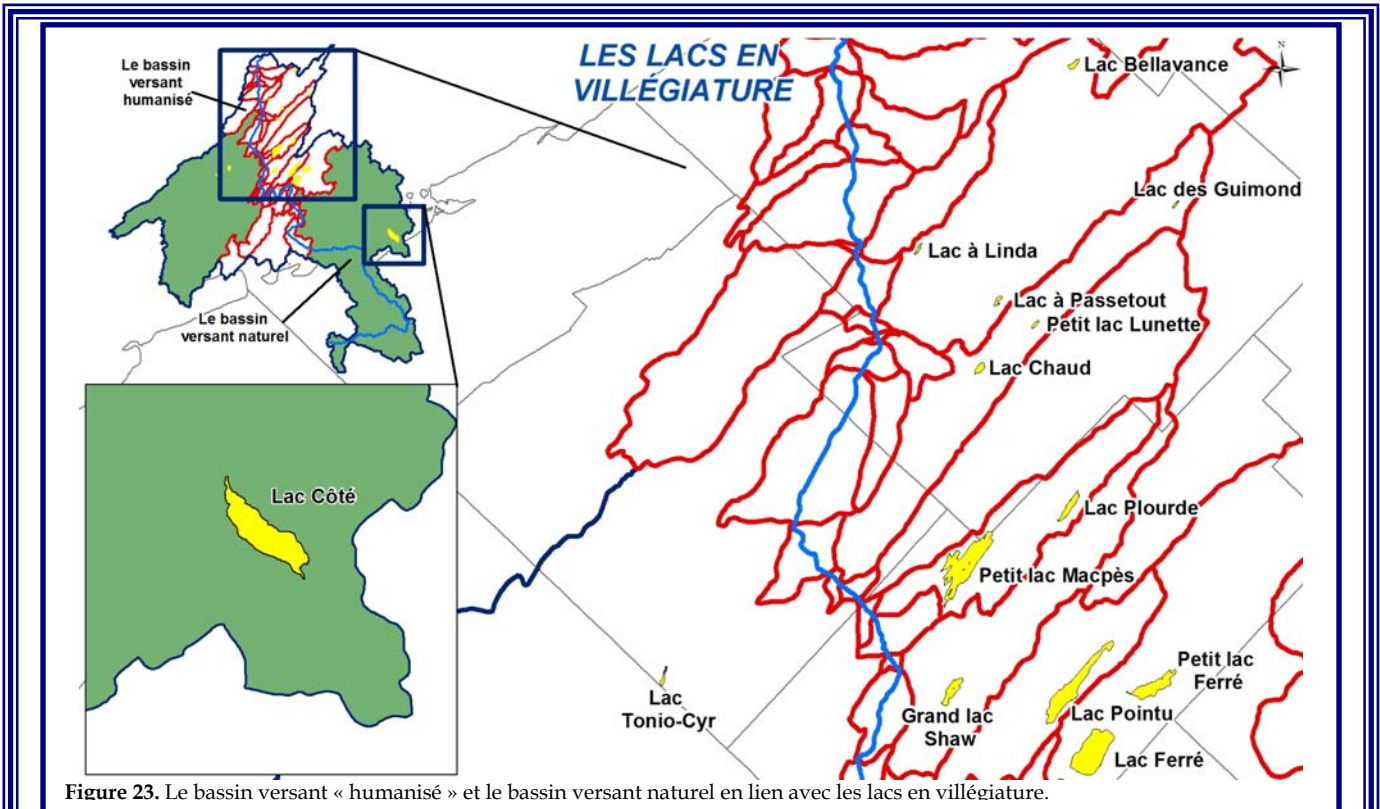 LES LACS EN
VILLÉGIATURE
N
Le bassin
versant
humanisé
Le bassin
versant naturel
Lac Bellavance
Lac des Guimond
Lac à Linda
Lac à Passetout
Petit lac Lunette
Lac Chaud
Lac Côté
Lac Plourde
Petit lac Macpès
Lac
Tonio-Cyr
Grand lac
Shaw
Petit lac
Ferré
Lac Pointu
Lac Ferré
Figure 23. Le bassin versant « humanisé » et le bassin versant naturel en lien avec les lacs en villégiature.